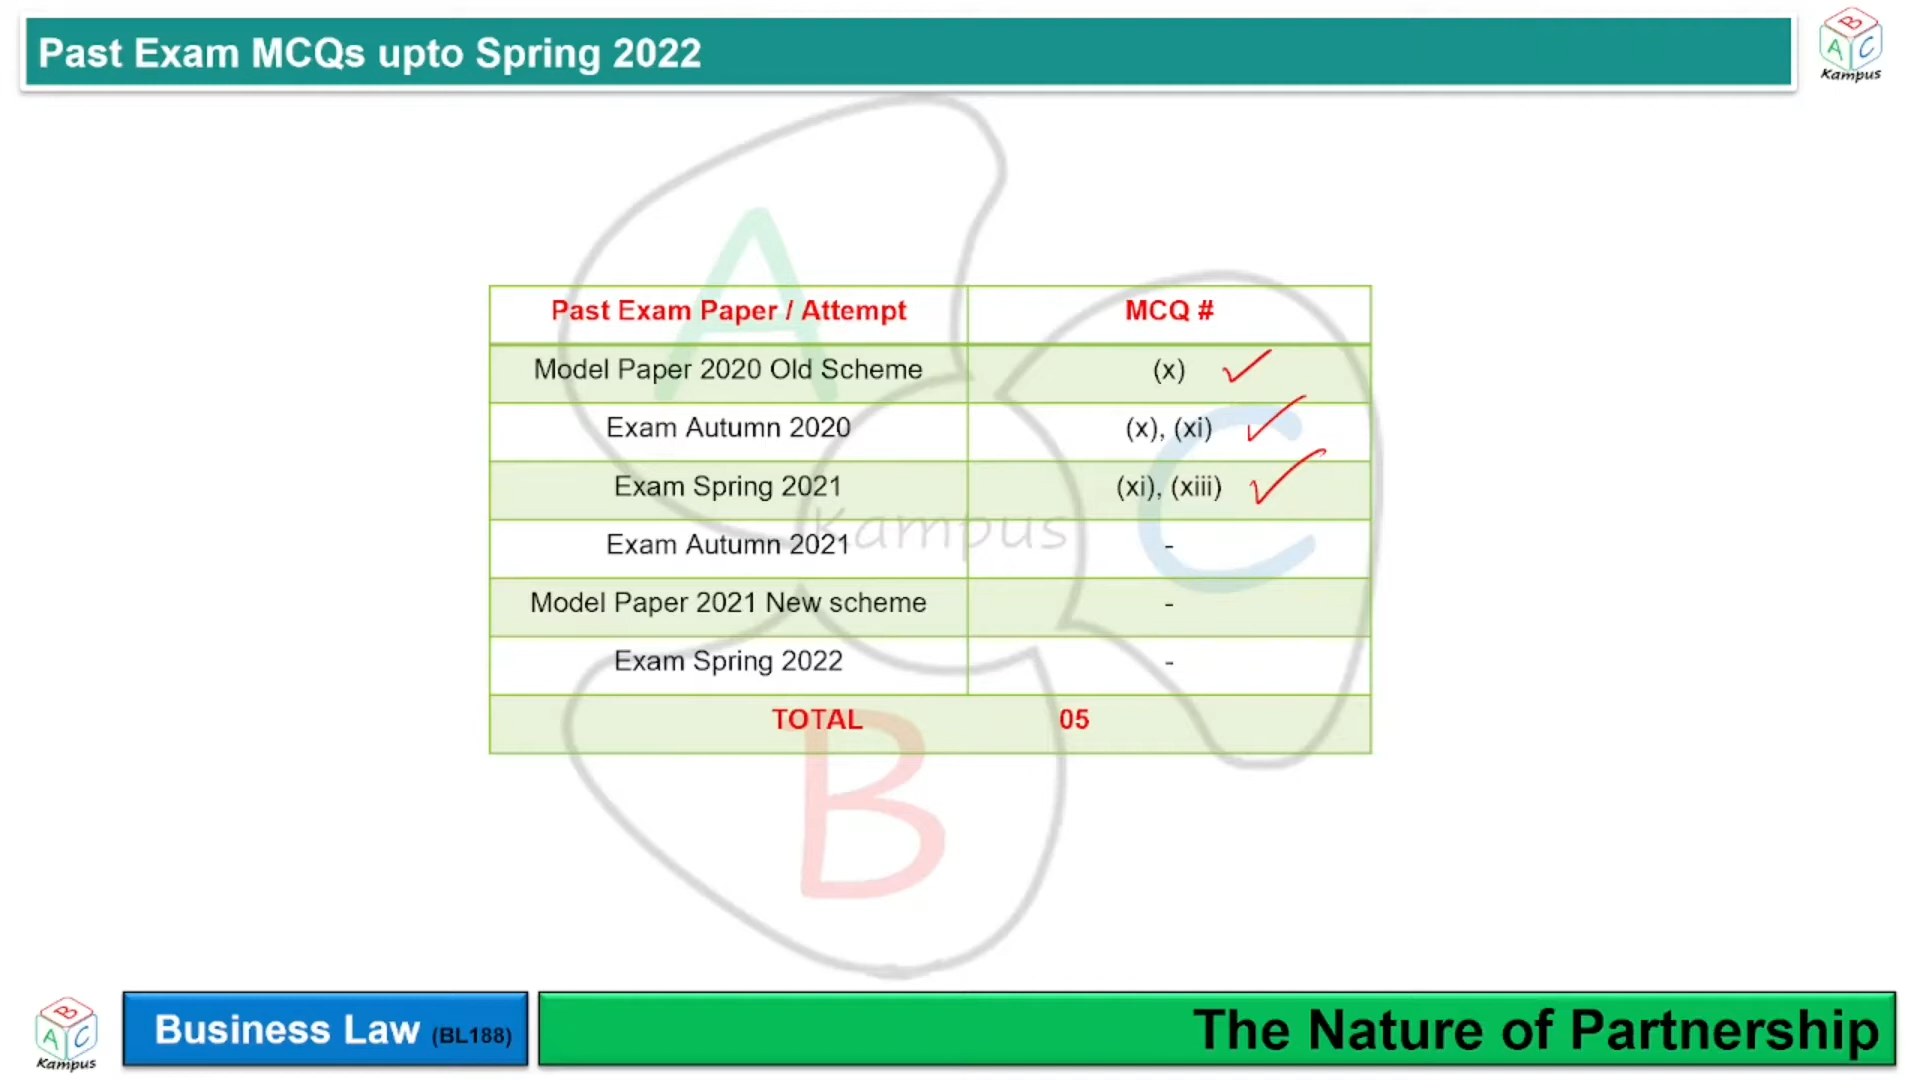 Past Exam MCQs upto Spring 2022
B
A C
Kampus
Past Exam Paper / Attempt MCQ #
Model Paper 2020 Old Scheme (x)
Exam Autumn 2020 (x), (xi)
Exam Spring 2021 (xi), (xiii)
Exam Autumn 2021 -
Model Paper 2021 New scheme -
Exam Spring 2022 -
TOTAL 05
A
C
Kampus
B
B
A C
Kampus
Business Law (BL188)
The Nature of Partnership